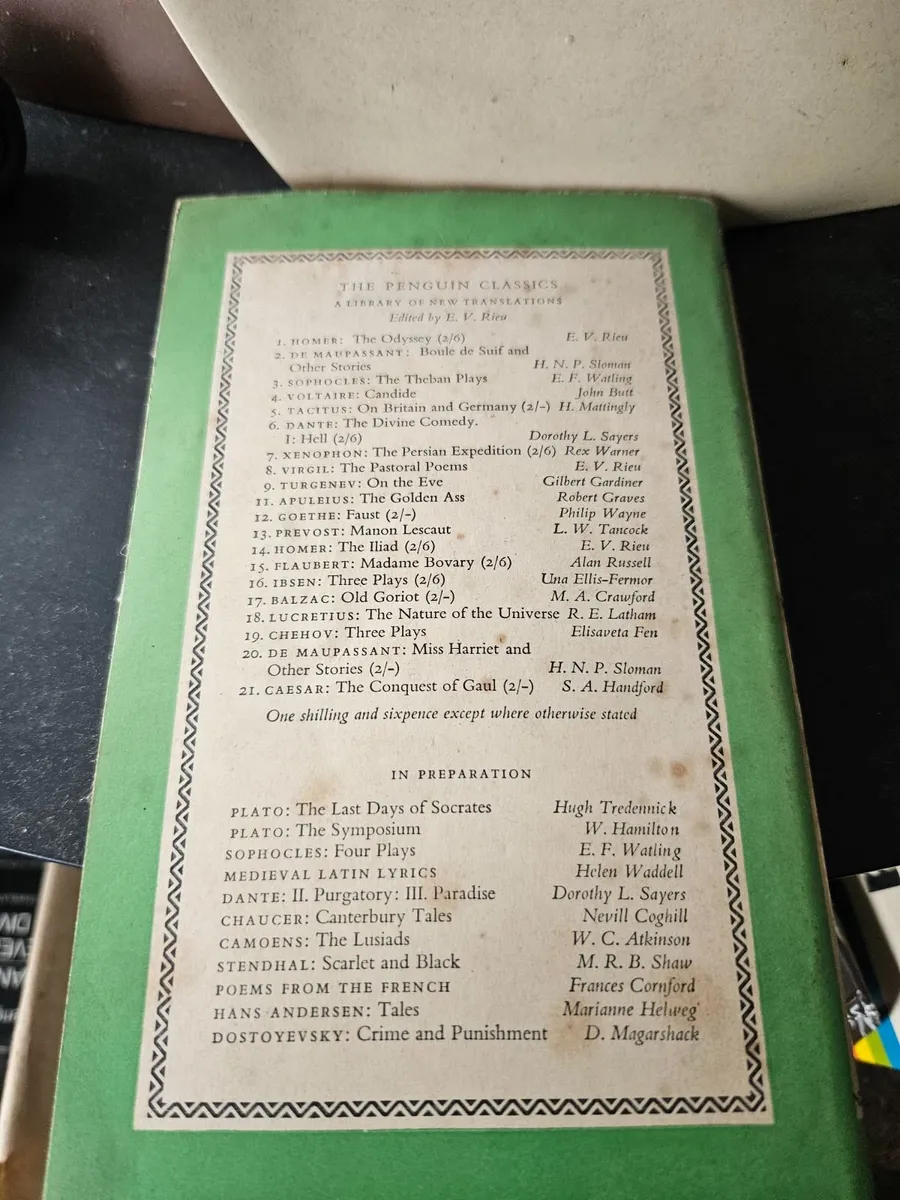 THE PENGUIN CLASSICS
A LIBRARY OF NEW TRANSLATIONS
Edited by E. V. Rieu
1. HOMER: The Odyssey (2/6) E. V. Rieu
2. DE MAUPASSANT: Boule de Suif and
Other Stories H. N. P. Sloman
3. SOPHOCLES: The Theban Plays E. F. Watling
4. VOLTAIRE: Candide John Butt
5. TACITUS: On Britain and Germany (2/-) H. Mattingly
6. DANTE: The Divine Comedy.
I: Hell (2/6) Dorothy L. Sayers
7. XENOPHON: The Persian Expedition (2/6) Rex Warner
8. VIRGIL: The Pastoral Poems E. V. Rieu
9. TURGENEV: On the Eve Gilbert Gardiner
11. APULEIUS: The Golden Ass Robert Graves
12. GOETHE: Faust (2/-) Philip Wayne
13. PREVOST: Manon Lescaut L. W. Tancock
14. HOMER: The Iliad (2/6) E. V. Rieu
15. FLAUBERT: Madame Bovary (2/6) Alan Russell
16. IBSEN: Three Plays (2/6) Una Ellis-Fermor
17. BALZAC: Old Goriot (2/-) M. A. Crawford
18. LUCRETIUS: The Nature of the Universe R. E. Latham
19. CHEHOV: Three Plays Elisaveta Fen
20. DE MAUPASSANT: Miss Harriet and
Other Stories (2/-) H. N. P. Sloman
21. CAESAR: The Conquest of Gaul (2/-) S. A. Handford
One shilling and sixpence except where otherwise stated
IN PREPARATION
PLATO: The Last Days of Socrates Hugh Tredennick
PLATO: The Symposium W. Hamilton
SOPHOCLES: Four Plays E. F. Watling
MEDIEVAL LATIN LYRICS Helen Waddell
DANTE: II. Purgatory: III. Paradise Dorothy L. Sayers
CHAUCER: Canterbury Tales Nevill Coghill
CAMOENS: The Lusiads W. C. Atkinson
STENDHAL: Scarlet and Black M. R. B. Shaw
POEMS FROM THE FRENCH Frances Cornford
HANS ANDERSEN: Tales Marianne Helweg
DOSTOYEVSKY: Crime and Punishment D. Magarshack